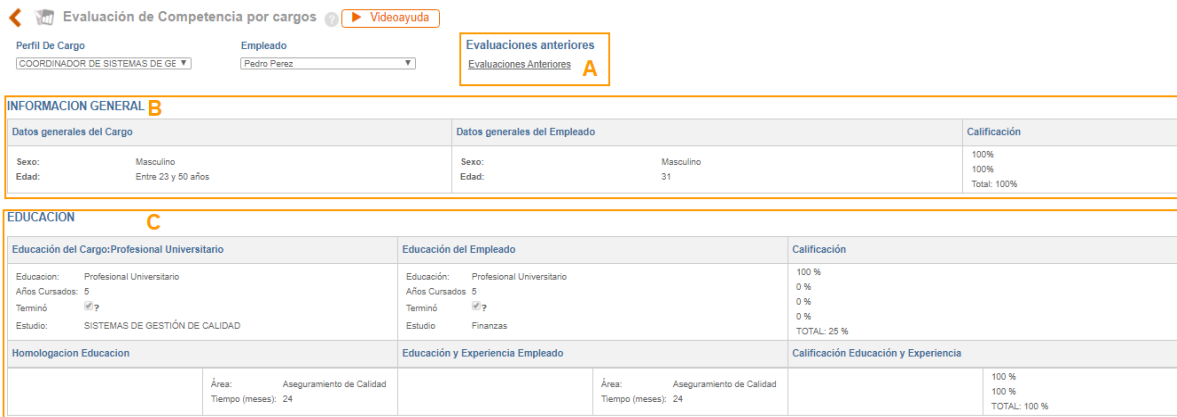 Evaluación de Competencia por cargos ? Videoayuda
Perfil De Cargo Empleado Evaluaciones anteriores
COORDINADOR DE SISTEMAS DE GE Pedro Perez Evaluaciones Anteriores A
INFORMACION GENERAL B
Datos generales del Cargo Datos generales del Empleado Calificación
Sexo: Masculino Sexo: Masculino 100%
Edad: Entre 23 y 50 años Edad: 31 100%
Total: 100%
EDUCACION C
Educación del Cargo:Profesional Universitario Educación del Empleado Calificación
Educacion: Profesional Universitario Educación: Profesional Universitario 100 %
Años Cursados: 5 Años Cursados 5 0 %
Terminó ? Terminó ? 0 %
Estudio: SISTEMAS DE GESTIÓN DE CALIDAD Estudio Finanzas 0 %
TOTAL: 25 %
Homologacion Educacion Educación y Experiencia Empleado Calificación Educación y Experiencia
Área: Aseguramiento de Calidad Área: Aseguramiento de Calidad 100 %
Tiempo (meses): 24 Tiempo (meses): 24 100 %
TOTAL: 100 %